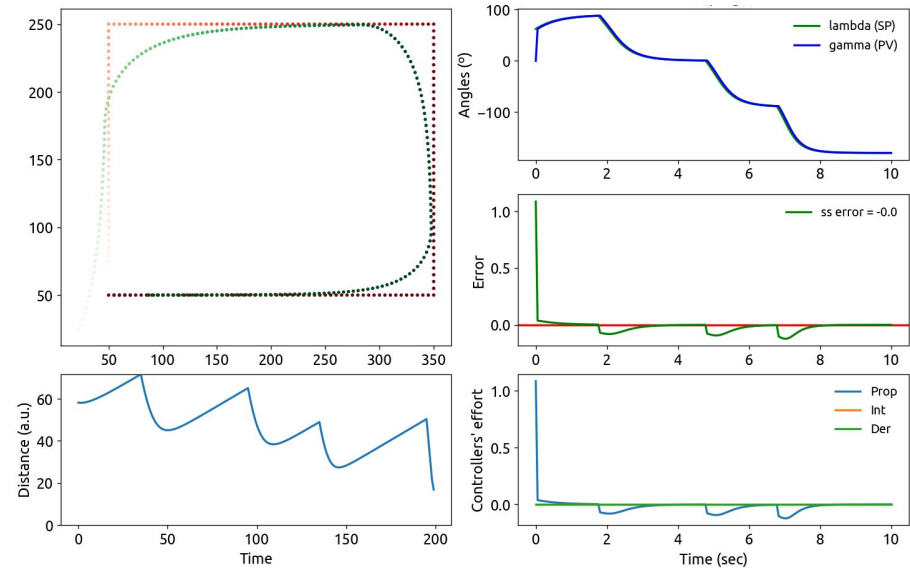 250
200
150
100
50
50 100 150 200 250 300 350
100
0
−100
Angles (º)
lambda (SP)
gamma (PV)
0 2 4 6 8 10
1.0
0.5
0.0
Error
ss error = -0.0
0 2 4 6 8 10
60
40
20
0
Distance (a.u.)
0 50 100 150 200
Time
1.0
0.5
0.0
Controllers' effort
Prop
Int
Der
0 2 4 6 8 10
Time (sec)